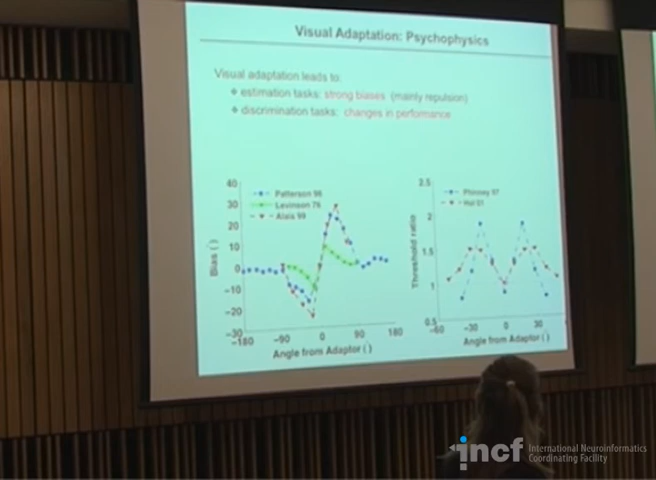 Visual Adaptation: Psychophysics
Visual adaptation leads to:
❖ estimation tasks: strong biases (mainly repulsion)
❖ discrimination tasks: changes in performance
40
30
20
10
0
−10
−20
−30
−180
−90
0
90
180
Bias (°)
Angle from Adaptor (°)
Patterson 96
Levinson 76
Alais 99
2.5
2
1.5
1
0.5
−60
−30
0
30
Threshold ratio
Angle from Adaptor (°)
Phinney 97
Hol 01
incf International Neuroinformatics
Coordinating Facility